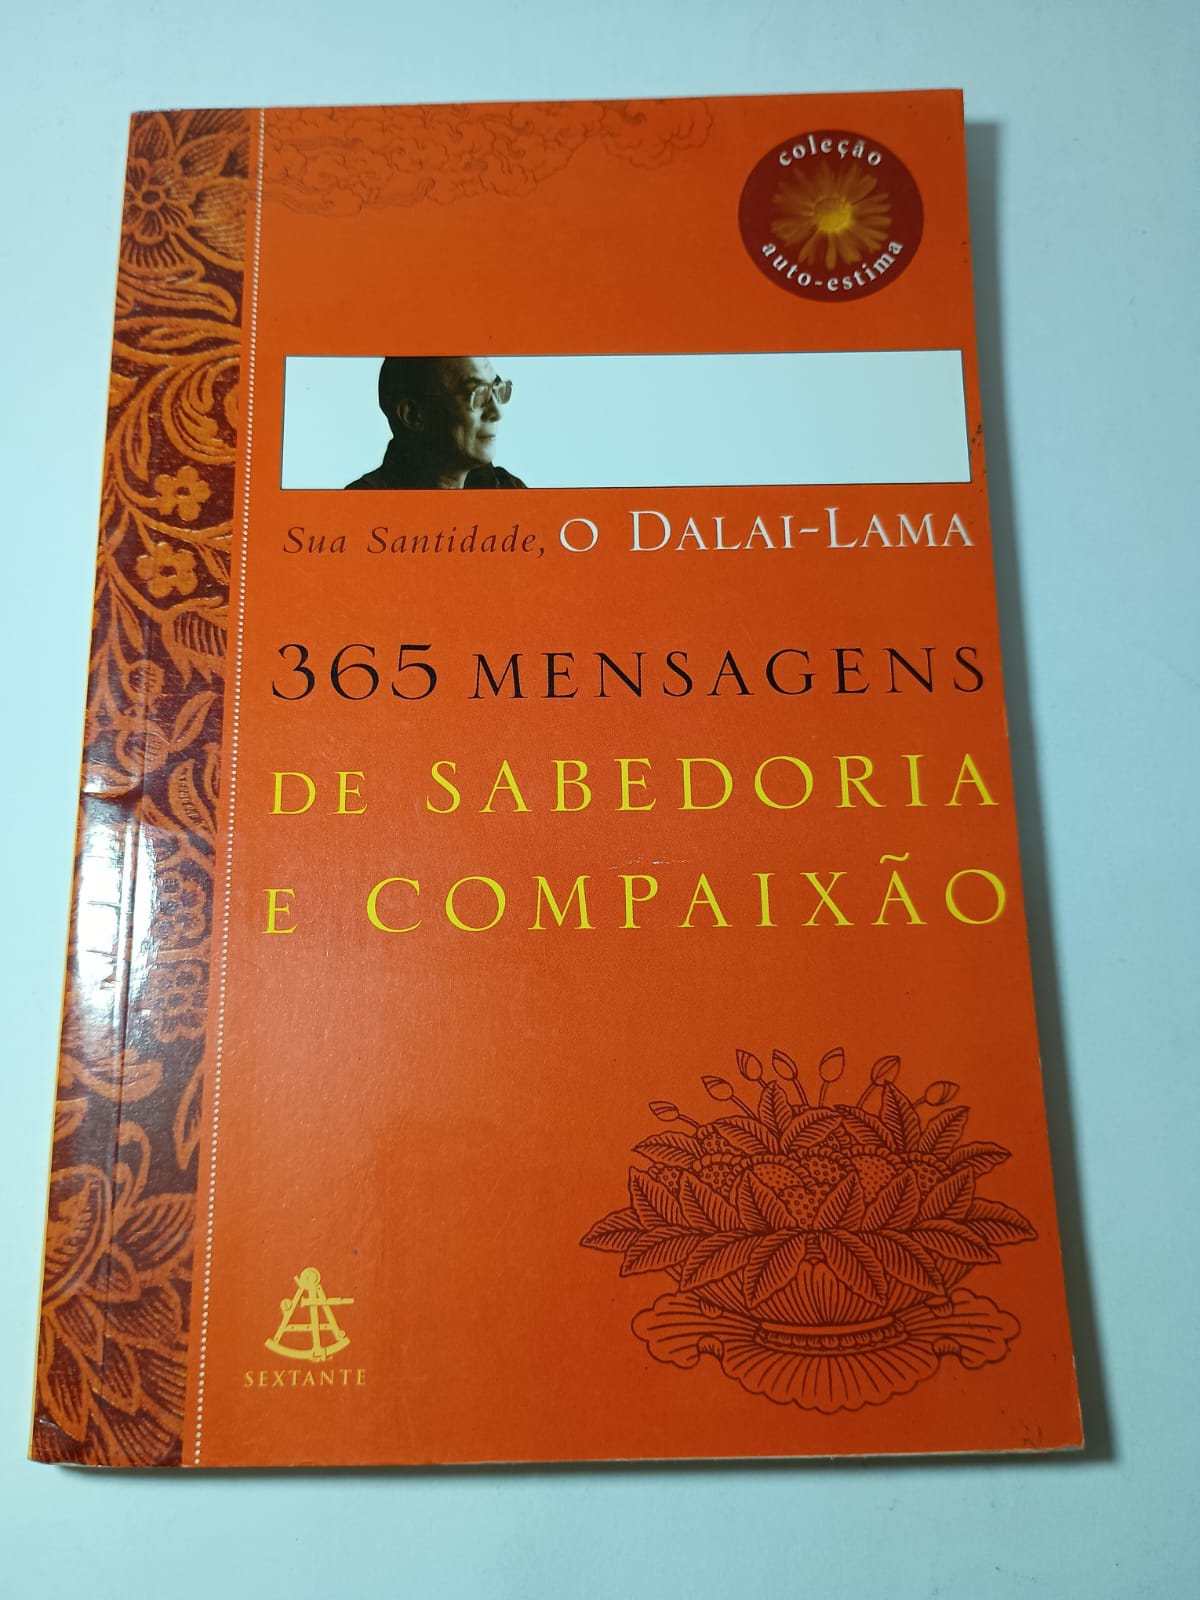 coleção
auto-estima
Sua Santidade, O DALAI-LAMA
365 MENSAGENS
DE SABEDORIA
E COMPAIXÃO
SEXTANTE